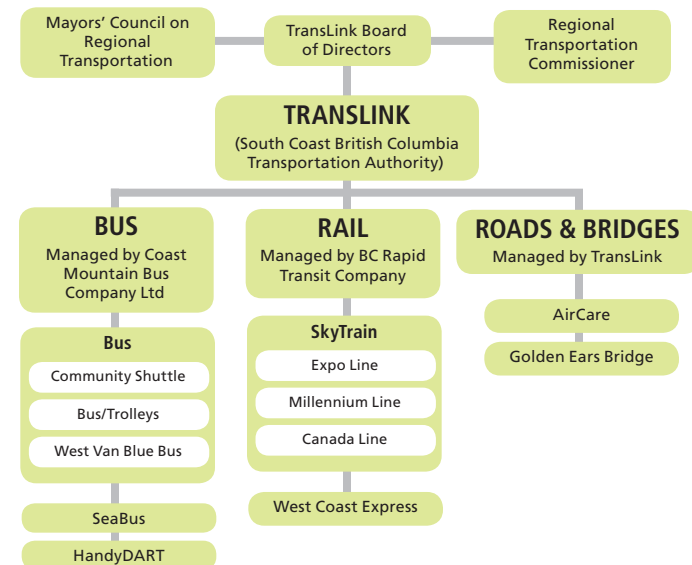 Mayors’ Council on
Regional
Transportation
TransLink Board
of Directors
Regional
Transportation
Commissioner
TRANSLINK
(South Coast British Columbia
Transportation Authority)
BUS
Managed by Coast
Mountain Bus
Company Ltd
Bus
Community Shuttle
Bus/Trolleys
West Van Blue Bus
SeaBus
HandyDART
RAIL
Managed by BC Rapid
Transit Company
SkyTrain
Expo Line
Millennium Line
Canada Line
West Coast Express
ROADS & BRIDGES
Managed by TransLink
AirCare
Golden Ears Bridge